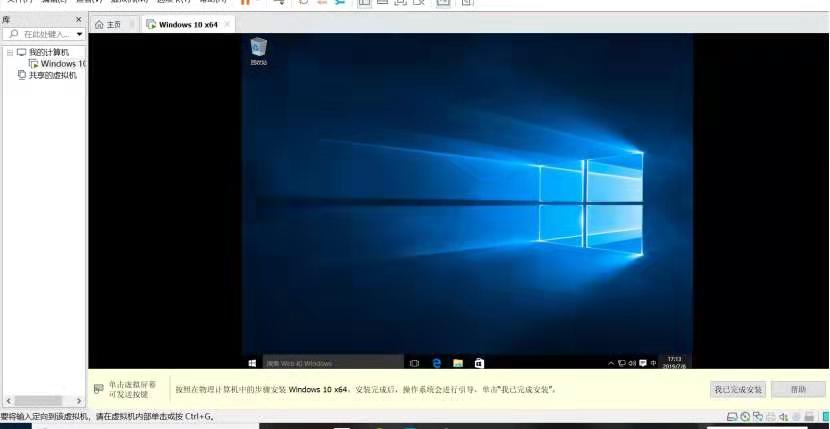 库
主页
Windows 10 x64
在此处键入...
我的计算机
Windows 10
共享的虚拟机
回收站
搜索 Web 和 Windows
中
17:13
2019/7/6
单击虚拟屏幕
可发送按键
按照在物理计算机中的步骤安装 Windows 10 x64。安装完成后，操作系统会进行引导，单击“我已完成安装”。
我已完成安装
帮助
要将输入定向到该虚拟机，请在虚拟机内部单击或按 Ctrl+G。